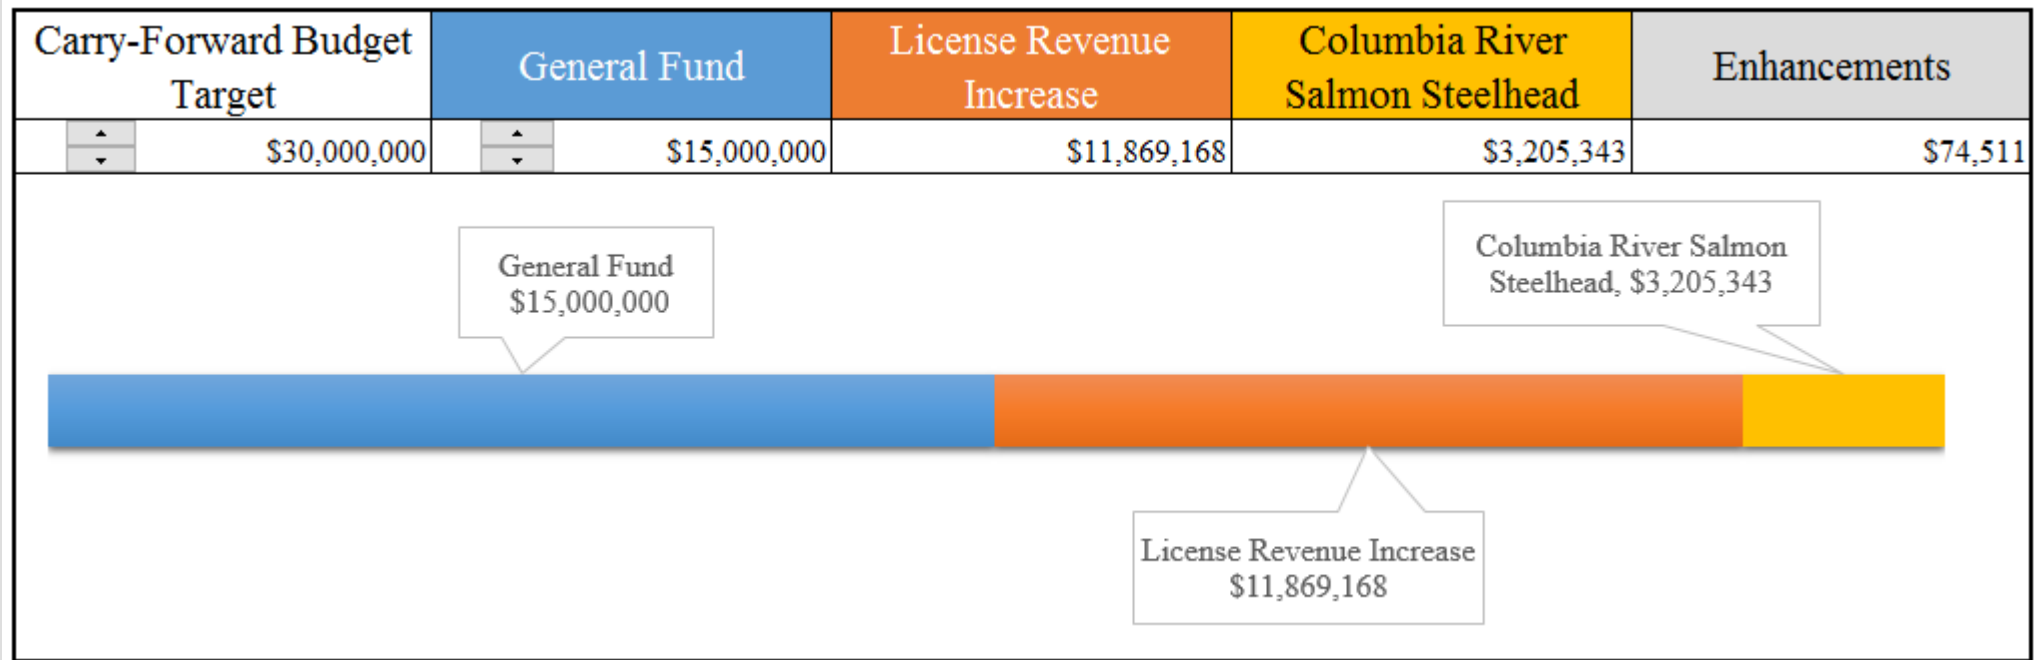 Carry-Forward Budget
Target
General Fund
License Revenue
Increase
Columbia River
Salmon Steelhead
Enhancements
$30,000,000
$15,000,000
$11,869,168
$3,205,343
$74,511
General Fund
$15,000,000
Columbia River Salmon
Steelhead, $3,205,343
License Revenue Increase
$11,869,168